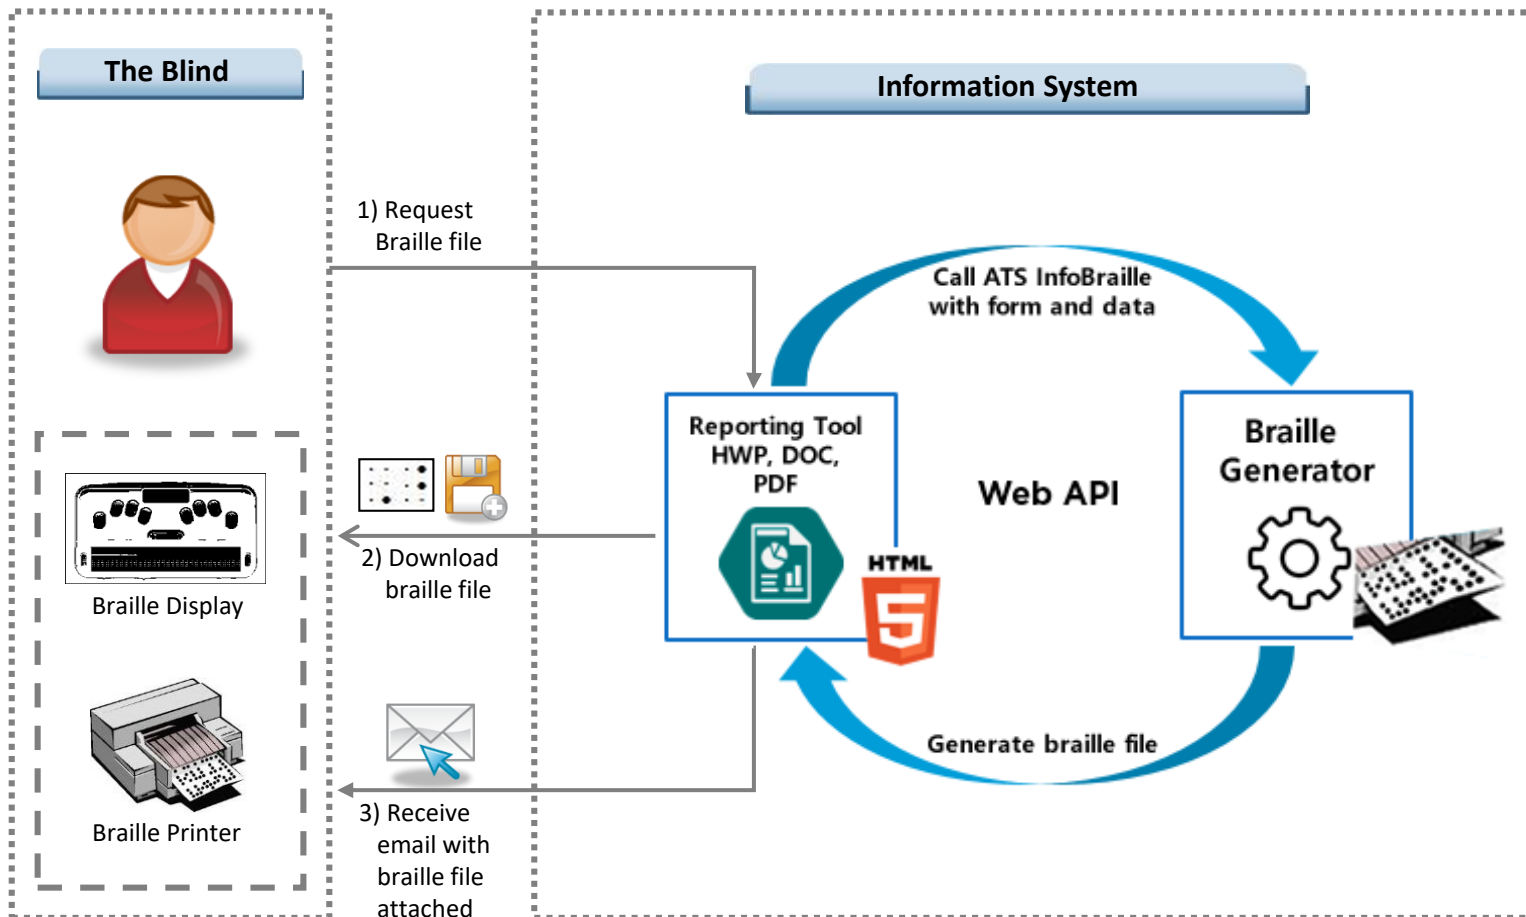 The Blind
Information System
1) Request
Braille file
Call ATS InfoBraille
with form and data
Reporting Tool
HWP, DOC,
PDF
HTML
5
Web API
Braille
Generator
2) Download
braille file
Braille Display
Generate braille file
3) Receive
email with
braille file
attached
Braille Printer